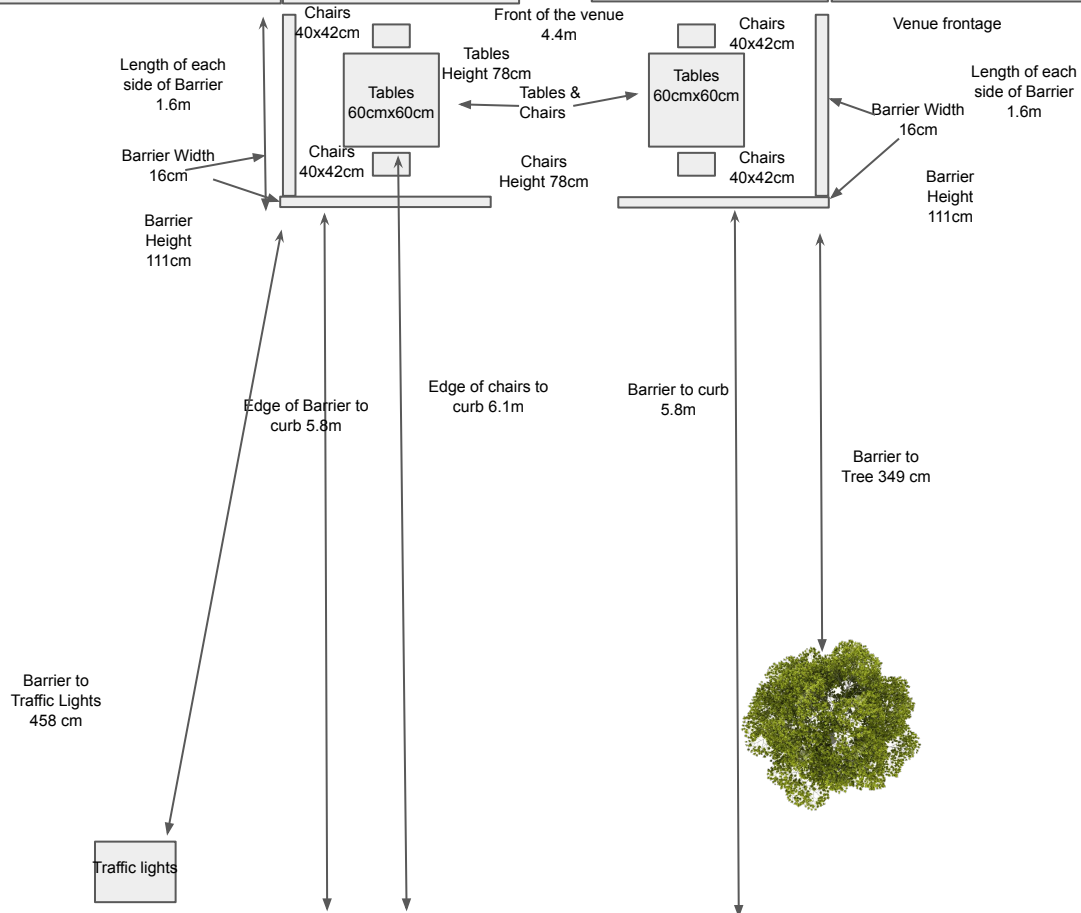 Chairs
40x42cm
Front of the venue
4.4m
Chairs
40x42cm
Venue frontage
Length of each
side of Barrier
1.6m
Tables
Height 78cm
Tables
60cmx60cm
Tables &
Chairs
Tables
60cmx60cm
Length of each
side of Barrier
1.6m
Barrier Width
16cm
Barrier Width
16cm
Chairs
40x42cm
Chairs
Height 78cm
Chairs
40x42cm
Barrier
Height
111cm
Barrier
Height
111cm
Edge of Barrier to
curb 5.8m
Edge of chairs to
curb 6.1m
Barrier to curb
5.8m
Barrier to
Tree 349 cm
Barrier to
Traffic Lights
458 cm
Traffic lights